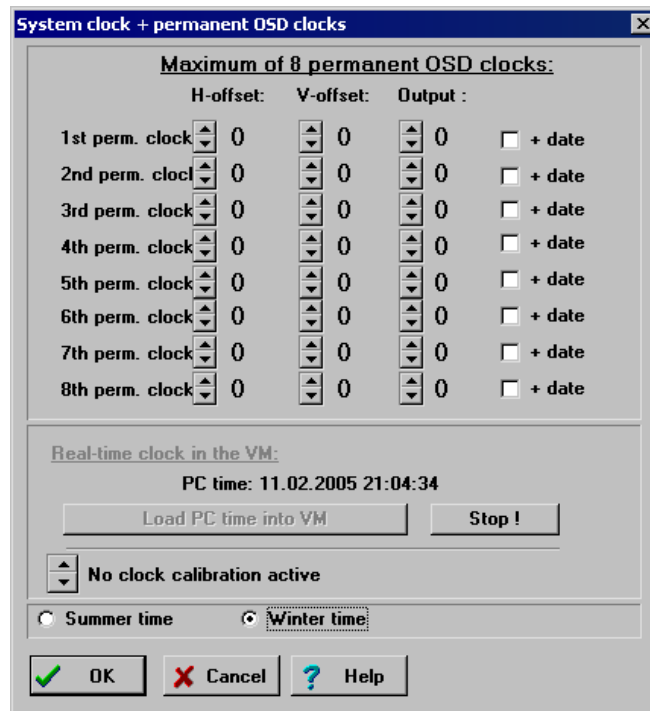 System clock + permanent OSD clocks
Maximum of 8 permanent OSD clocks:
H-offset: V-offset: Output :
1st perm. clock 0 0 0 + date
2nd perm. clocl 0 0 0 + date
3rd perm. clock 0 0 0 + date
4th perm. clock 0 0 0 + date
5th perm. clock 0 0 0 + date
6th perm. clock 0 0 0 + date
7th perm. clock 0 0 0 + date
8th perm. clock 0 0 0 + date
Real-time clock in the VM:
PC time: 11.02.2005 21:04:34
Load PC time into VM Stop !
No clock calibration active
Summer time Winter time
OK Cancel ? Help